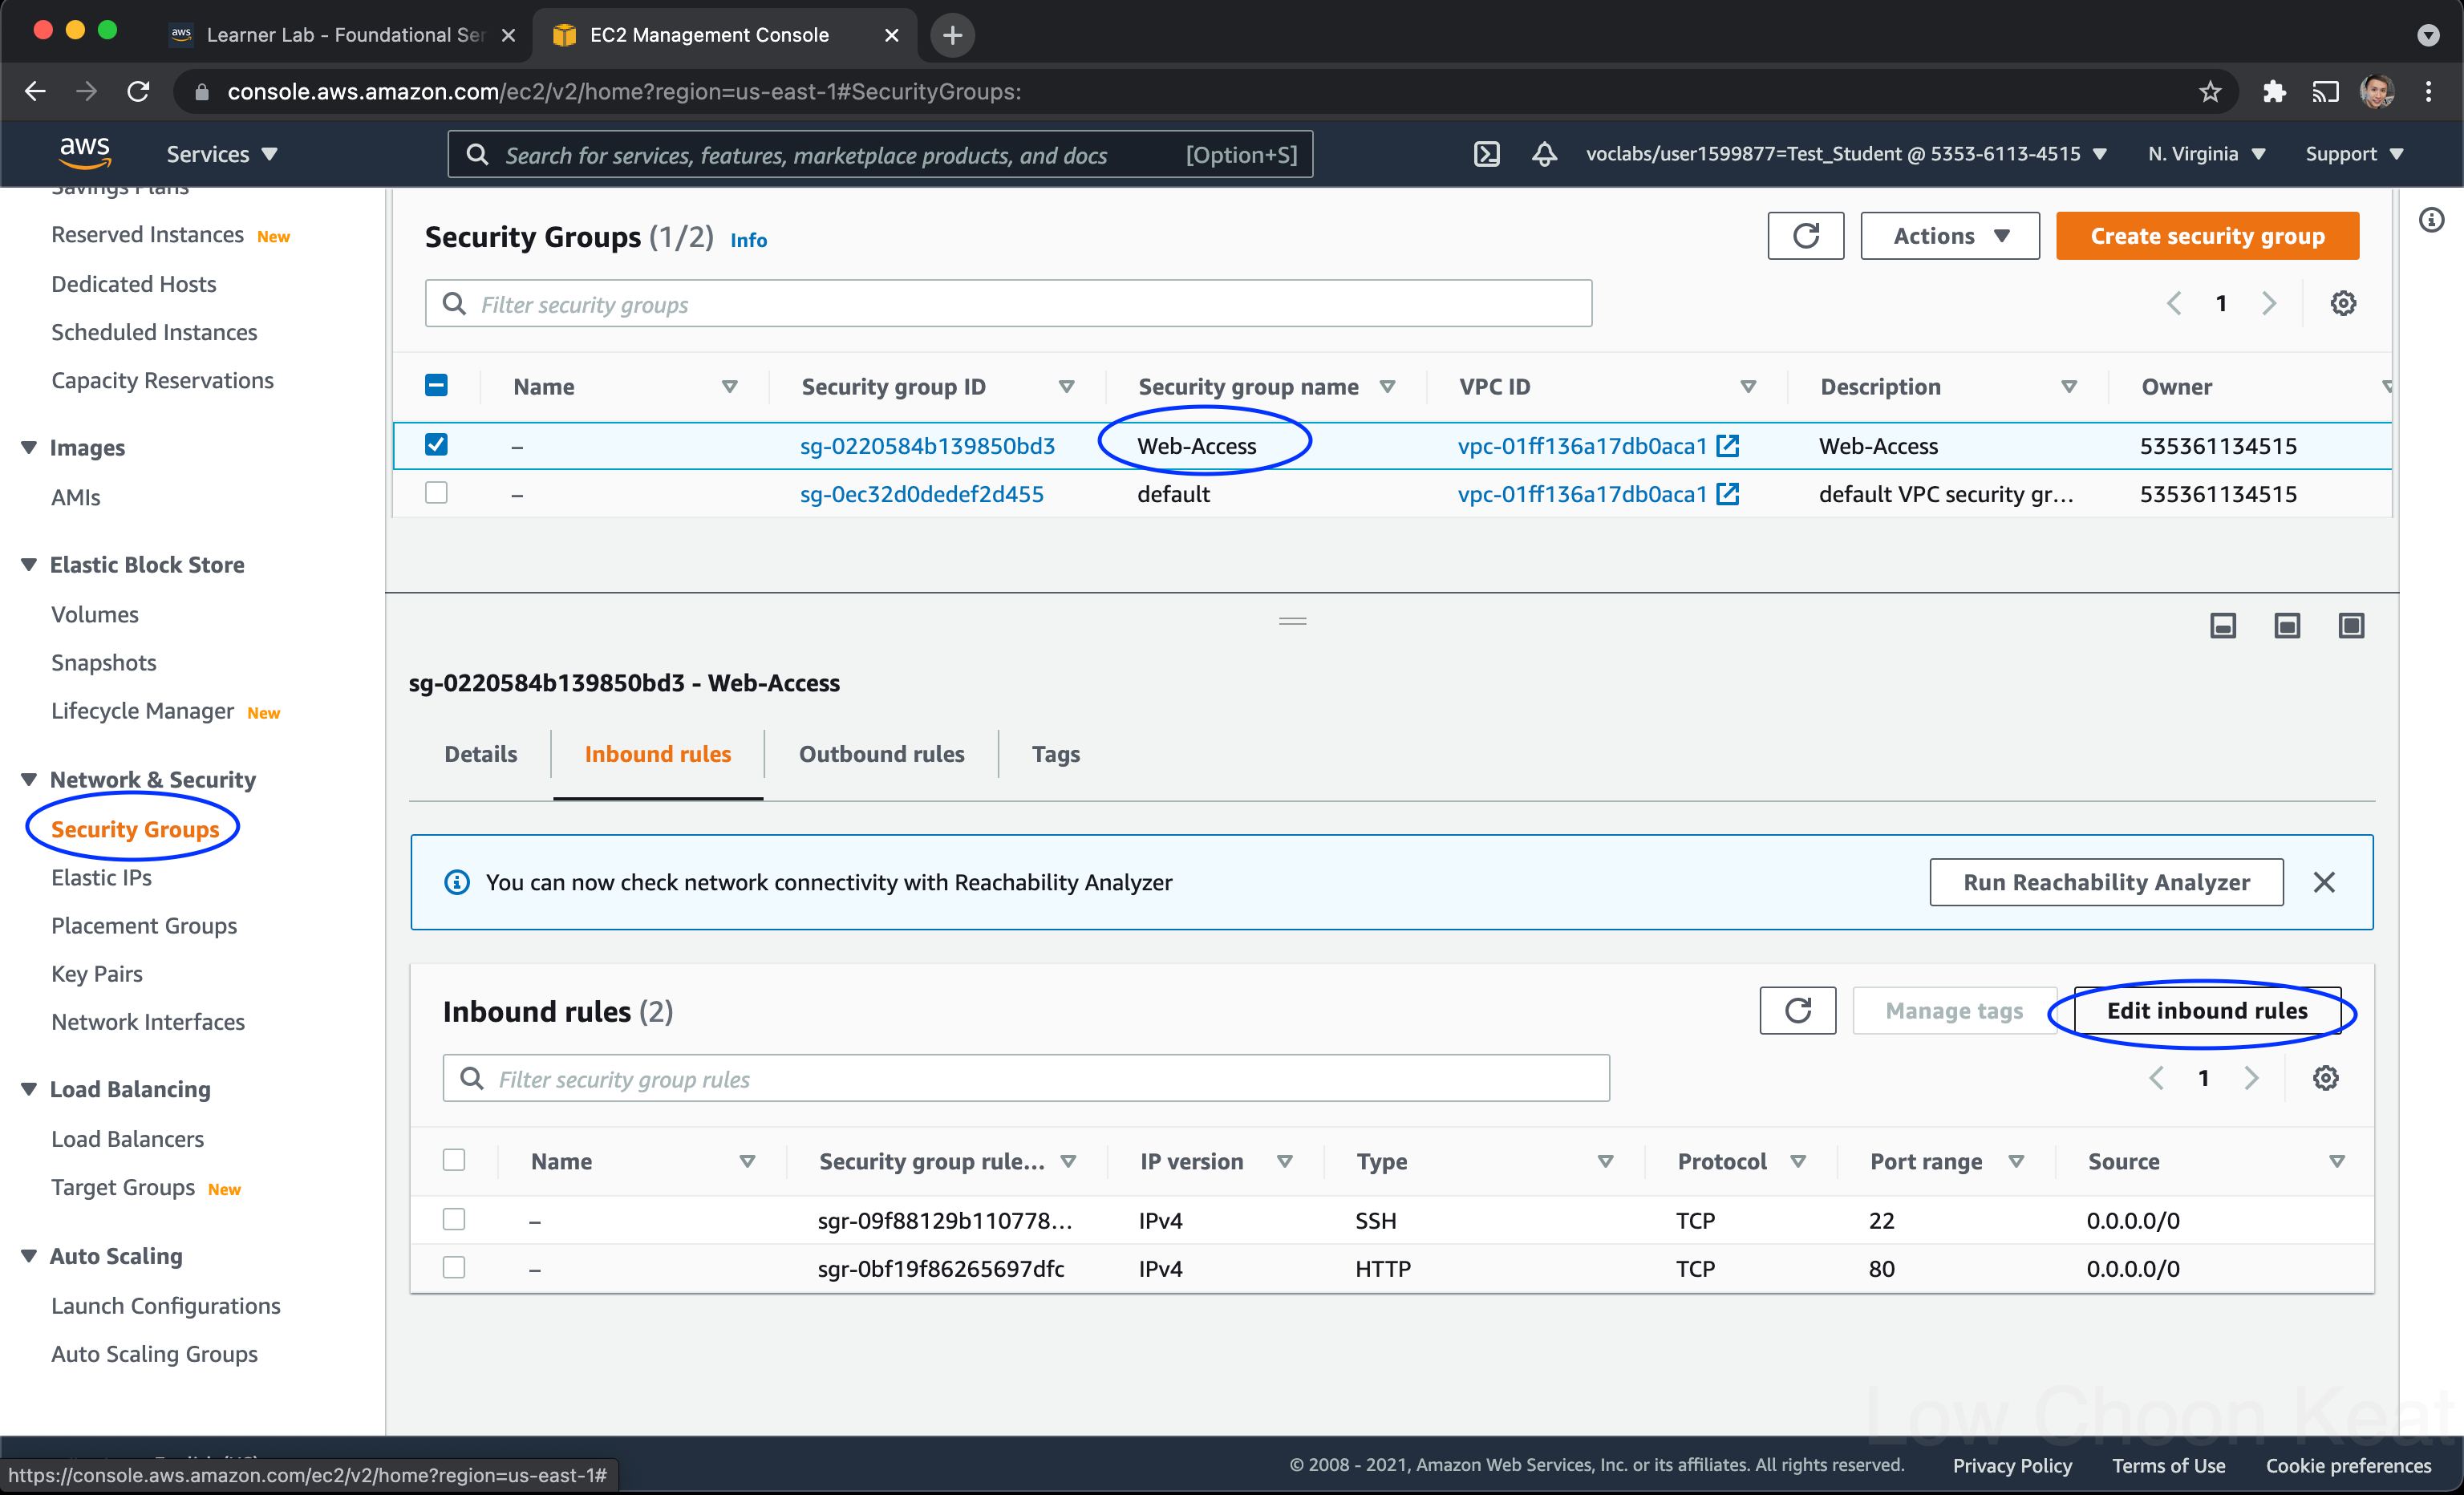 aws Learner Lab - Foundational Ser
EC2 Management Console
console.aws.amazon.com/ec2/v2/home?region=us-east-1#SecurityGroups:
aws Services Search for services, features, marketplace products, and docs [Option+S] voclabs/user1599877=Test_Student @ 5353-6113-4515 N. Virginia Support
Savings Plans
Reserved Instances New
Dedicated Hosts
Scheduled Instances
Capacity Reservations
Images
AMIs
Elastic Block Store
Volumes
Snapshots
Lifecycle Manager New
Network & Security
Security Groups
Elastic IPs
Placement Groups
Key Pairs
Network Interfaces
Load Balancing
Load Balancers
Target Groups New
Auto Scaling
Launch Configurations
Auto Scaling Groups
Security Groups (1/2) Info
Actions
Create security group
Filter security groups
1
Name Security group ID Security group name VPC ID Description Owner
– sg-0220584b139850bd3 Web-Access vpc-01ff136a17db0aca1 Web-Access 535361134515
– sg-0ec32d0dedef2d455 default vpc-01ff136a17db0aca1 default VPC security gr... 535361134515
sg-0220584b139850bd3 - Web-Access
Details Inbound rules Outbound rules Tags
You can now check network connectivity with Reachability Analyzer
Run Reachability Analyzer
Inbound rules (2)
Manage tags
Edit inbound rules
Filter security group rules
1
Name Security group rule... IP version Type Protocol Port range Source
– sgr-09f88129b110778... IPv4 SSH TCP 22 0.0.0.0/0
– sgr-0bf19f86265697dfc IPv4 HTTP TCP 80 0.0.0.0/0
Low Choon Keat
https://console.aws.amazon.com/ec2/v2/home?region=us-east-1#
© 2008 - 2021, Amazon Web Services, Inc. or its affiliates. All rights reserved. Privacy Policy Terms of Use Cookie preferences